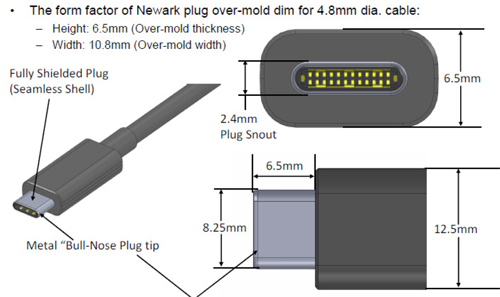 • The form factor of Newark plug over-mold dim for 4.8mm dia. cable:
– Height: 6.5mm (Over-mold thickness)
– Width: 10.8mm (Over-mold width)
Fully Shielded Plug
(Seamless Shell)
6.5mm
2.4mm
Plug Snout
6.5mm
8.25mm
12.5mm
Metal “Bull-Nose Plug tip